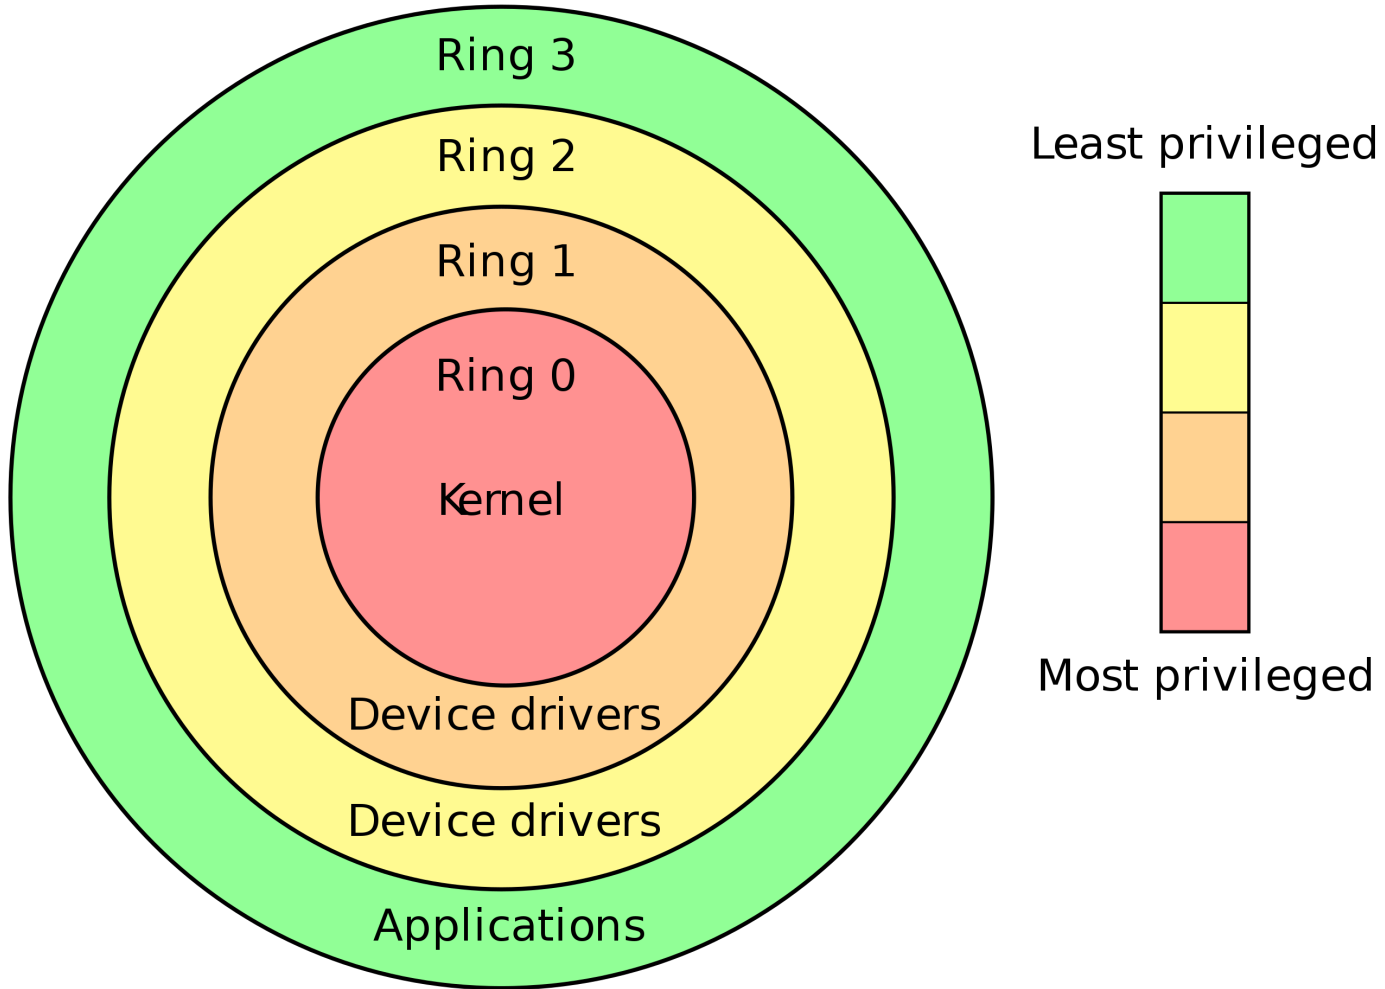 Ring 3
Ring 2
Ring 1
Ring 0
Kernel
Device drivers
Device drivers
Applications
Least privileged
Most privileged